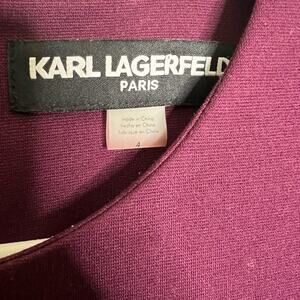 KARL LAGERFELD
PARIS
Made in China
Hecho en China
Fabriqué en Chine
4